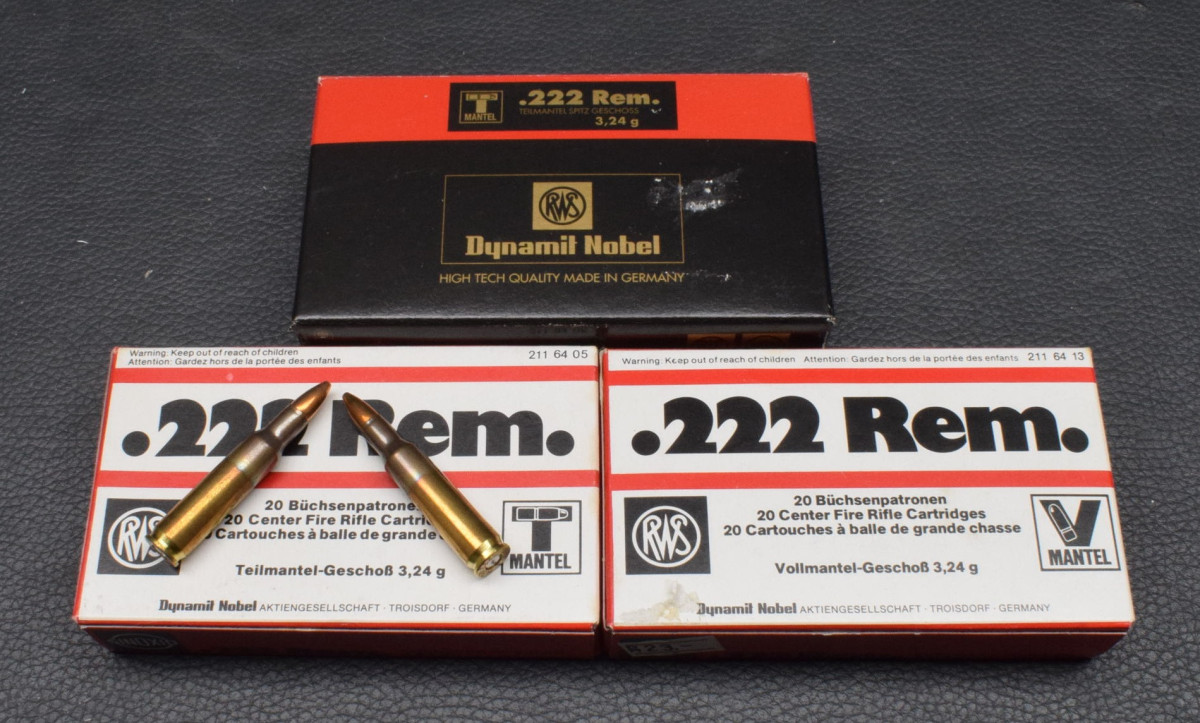 .222 Rem.
TEILMANTEL SPITZ GESCHOSS
3,24 g
T
MANTEL
RWS
Dynamit Nobel
HIGH TECH QUALITY MADE IN GERMANY
Warning: Keep out of reach of children
Attention: Gardez hors de la portée des enfants
211 64 05
.222 Rem.
20 Büchsenpatronen
20 Center Fire Rifle
20 Cartouches à balle de grande
Teilmantel-Geschoß 3,24 g
RWS
T
MANTEL
Dynamit Nobel AKTIENGESELLSCHAFT · TROISDORF · GERMANY
Warning: Keep out of reach of children Attention: Gardez hors de la portée des enfants 211 64 13
.222 Rem.
20 Büchsenpatronen
20 Center Fire Rifle Cartridges
20 Cartouches à balle de grande chasse
Vollmantel-Geschoß 3,24 g
RWS
V
MANTEL
Dynamit Nobel AKTIENGESELLSCHAFT · TROISDORF · GERMANY